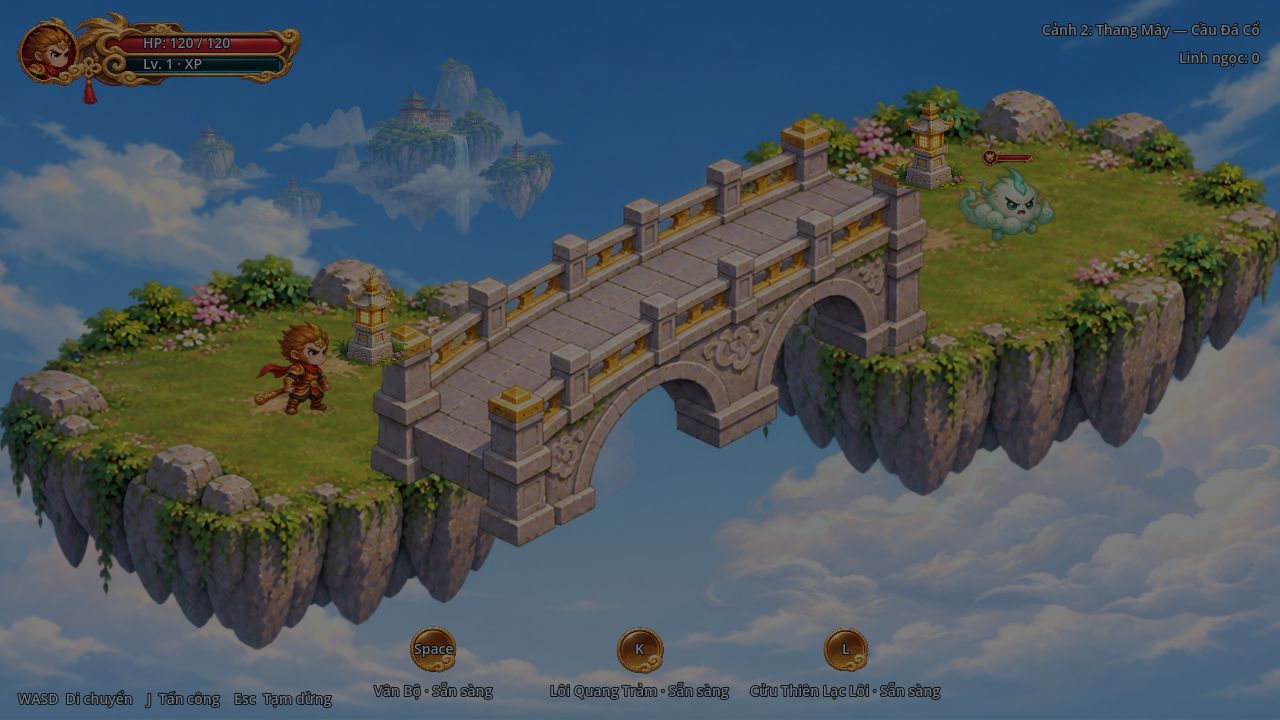 HP: 120 / 120
Lv. 1 · XP
Cảnh 2: Thang Mây — Cầu Đá Cổ
Linh ngọc: 0
Space
K
L
Vân Bộ · Sẵn sàng
Lôi Quang Trảm · Sẵn sàng
Cửu Thiên Lạc Lôi · Sẵn sàng
WASD Di chuyển J Tấn công Esc Tạm dừng